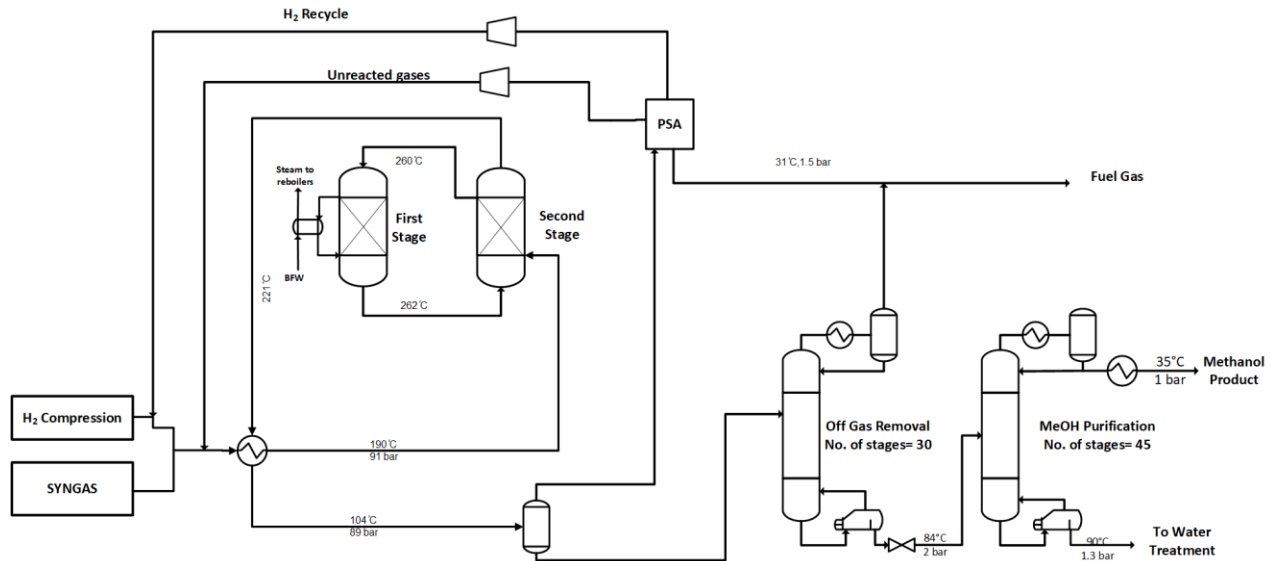 H₂ Recycle
Unreacted gases
PSA
31℃,1.5 bar
Fuel Gas
260℃
Steam to
reboilers
First
Stage
Second
Stage
BFW
221℃
262℃
35°C
1 bar
Methanol
Product
H₂ Compression
Off Gas Removal
No. of stages= 30
MeOH Purification
No. of stages= 45
190℃
91 bar
SYNGAS
104℃
89 bar
84°C
2 bar
90°C
1.3 bar
To Water
Treatment